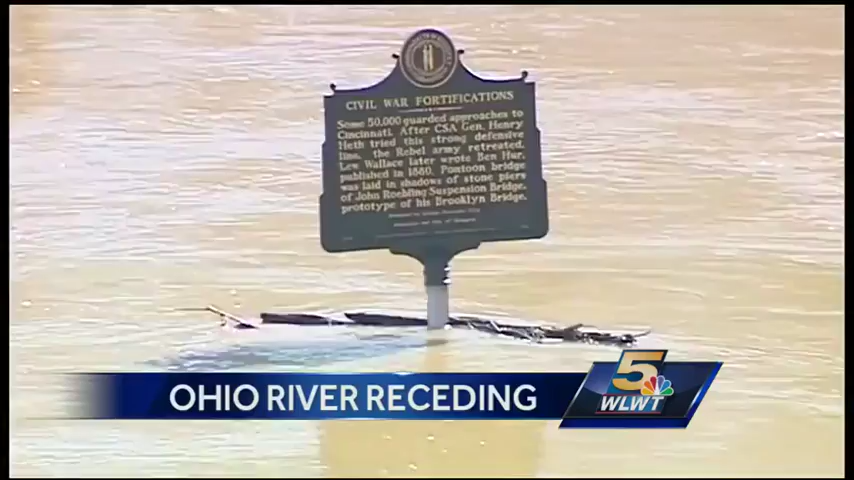 CIVIL WAR FORTIFICATIONS
Some 50,000 guarded approaches to
Cincinnati. After CSA Gen. Henry
Heth tried this strong defensive
line, the Rebel army retreated.
Lew Wallace later wrote Ben Hur,
published in 1880. Pontoon bridge
was laid in shadows of stone piers
of John Roebling Suspension Bridge,
prototype of his Brooklyn Bridge.
OHIO RIVER RECEDING
5
WLWT